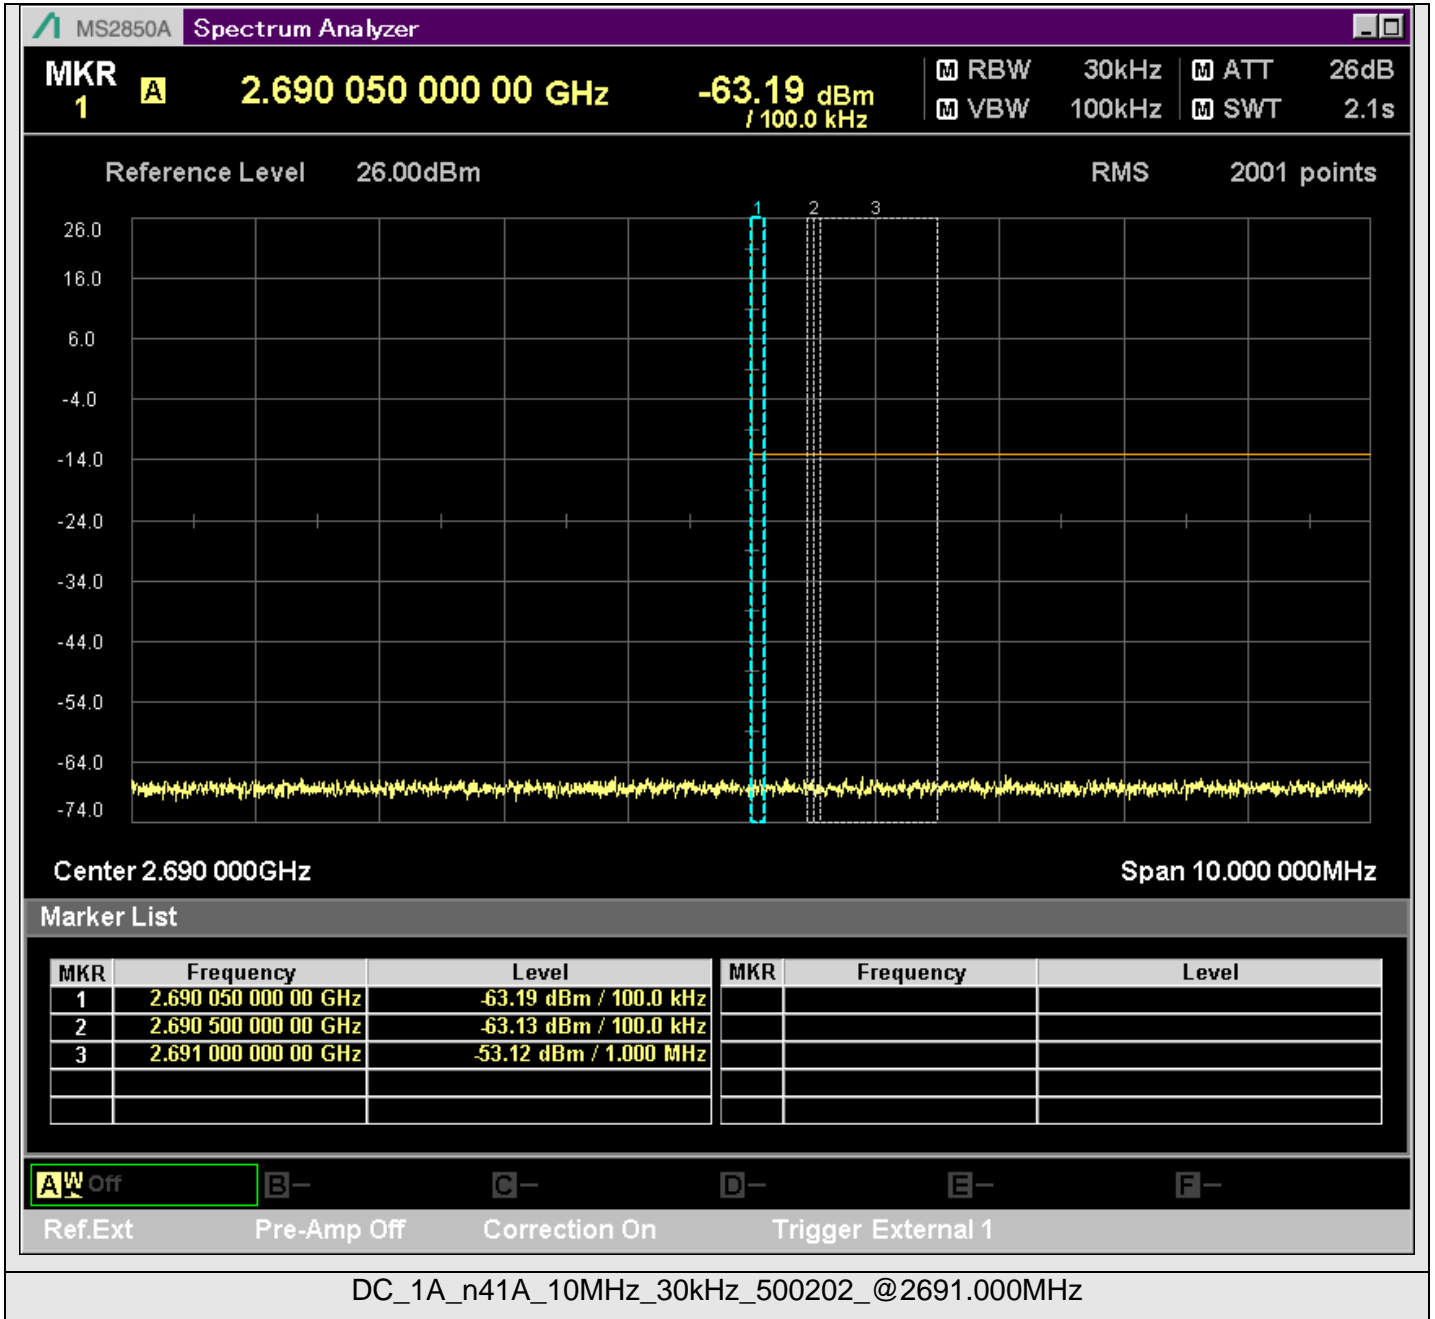 MS2850A Spectrum Analyzer
MKR 1 A 2.690 050 000 00 GHz -63.19 dBm / 100.0 kHz
M RBW 30kHz M ATT 26dB
M VBW 100kHz M SWT 2.1s
Reference Level 26.00dBm RMS 2001 points
1 2 3
26.0
16.0
6.0
-4.0
-14.0
-24.0
-34.0
-44.0
-54.0
-64.0
-74.0
Center 2.690 000GHz Span 10.000 000MHz
Marker List
MKR Frequency Level MKR Frequency Level
1 2.690 050 000 00 GHz -63.19 dBm / 100.0 kHz
2 2.690 500 000 00 GHz -63.13 dBm / 100.0 kHz
3 2.691 000 000 00 GHz -53.12 dBm / 1.000 MHz
A W Off B - C - D - E - F -
Ref.Ext Pre-Amp Off Correction On Trigger External 1
DC_1A_n41A_10MHz_30kHz_500202_@2691.000MHz